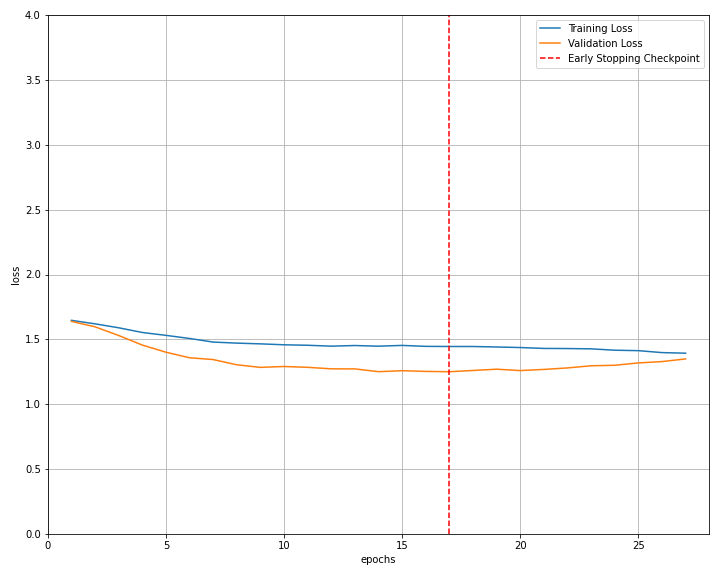 4.0
3.5
3.0
2.5
2.0
1.5
1.0
0.5
0.0
loss
Training Loss
Validation Loss
Early Stopping Checkpoint
0 5 10 15 20 25
epochs